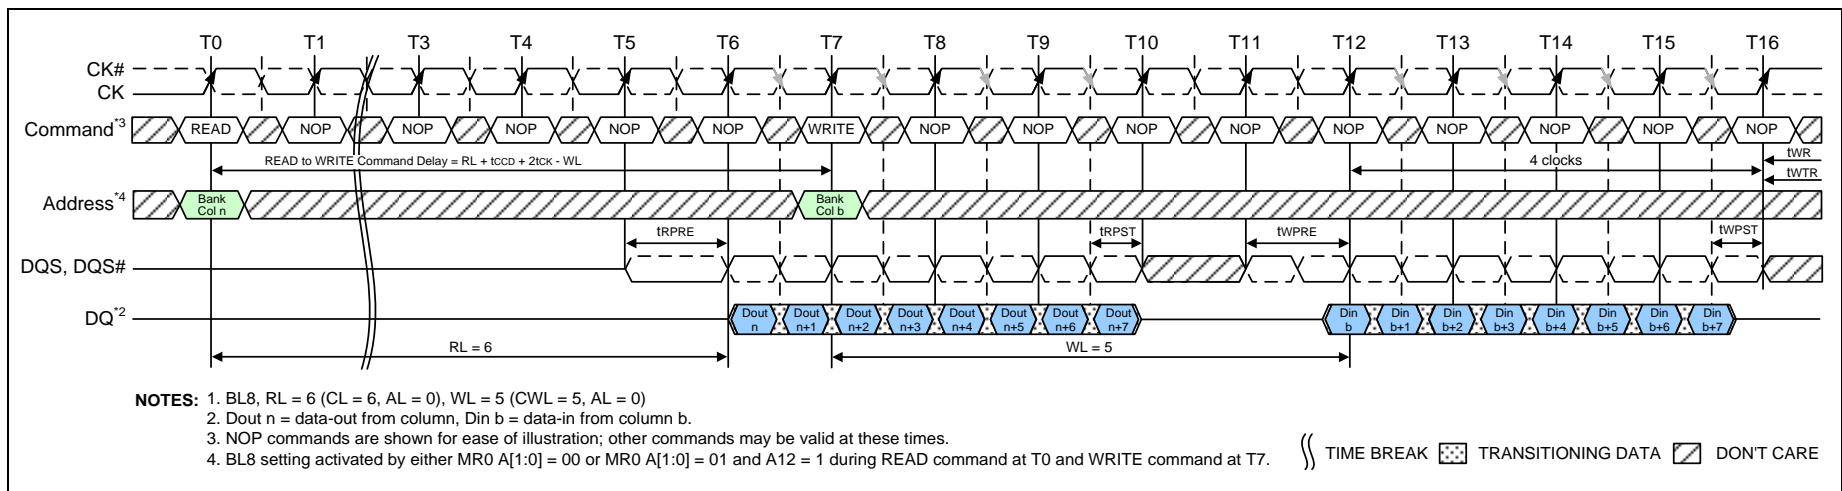 T0 T1 T3 T4 T5 T6 T7 T8 T9 T10 T11 T12 T13 T14 T15 T16
CK#
CK
Command*3 READ NOP NOP NOP NOP NOP WRITE NOP NOP NOP NOP NOP NOP NOP NOP NOP
READ to WRITE Command Delay = RL + tCCD + 2tCK - WL
4 clocks
tWR
tWTR
Address*4
Bank
Col n
Bank
Col b
tRPRE tRPST tWPRE tWPST
DQS, DQS#
DQ*2
Dout
n
Dout
n+1
Dout
n+2
Dout
n+3
Dout
n+4
Dout
n+5
Dout
n+6
Dout
n+7
Din
b
Din
b+1
Din
b+2
Din
b+3
Din
b+4
Din
b+5
Din
b+6
Din
b+7
RL = 6
WL = 5
NOTES: 1. BL8, RL = 6 (CL = 6, AL = 0), WL = 5 (CWL = 5, AL = 0)
2. Dout n = data-out from column, Din b = data-in from column b.
3. NOP commands are shown for ease of illustration; other commands may be valid at these times.
4. BL8 setting activated by either MR0 A[1:0] = 00 or MR0 A[1:0] = 01 and A12 = 1 during READ command at T0 and WRITE command at T7.
TIME BREAK TRANSITIONING DATA DON'T CARE